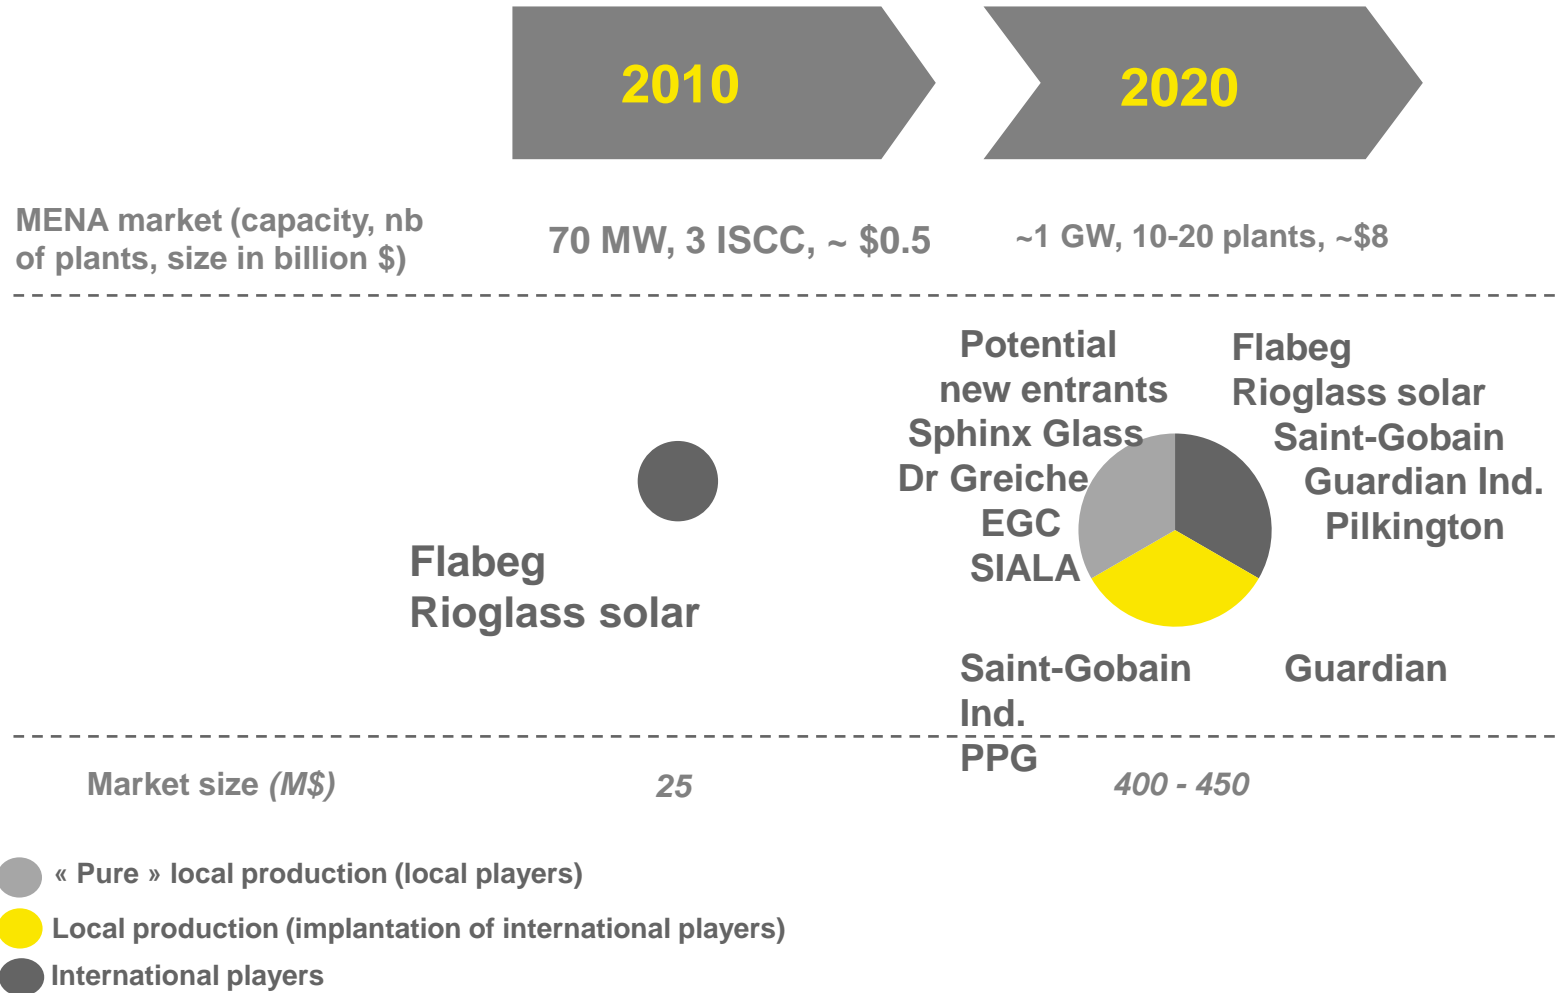 2010
2020
MENA market (capacity, nb
of plants, size in billion $)
70 MW, 3 ISCC, ~ $0.5
~1 GW, 10-20 plants, ~$8
Flabeg
Rioglass solar
Potential
new entrants
Sphinx Glass
Dr Greiche
EGC
SIALA
Flabeg
Rioglass solar
Saint-Gobain
Guardian Ind.
Pilkington
Saint-Gobain Guardian
Ind.
PPG
Market size (M$)
25
400 - 450
« Pure » local production (local players)
Local production (implantation of international players)
International players